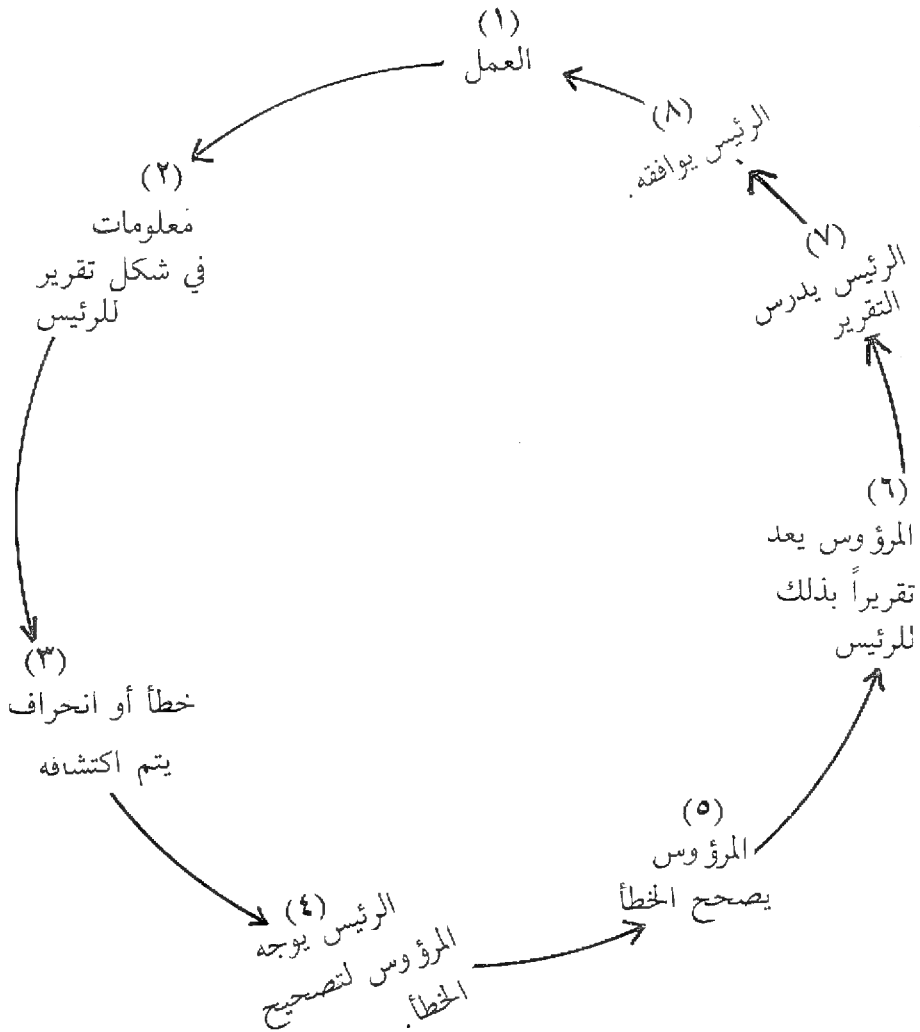 (١)
العمل
(٢)
معلومات
في شكل تقرير
للرئيس
(٣)
خطأ أو انحراف
يتم اكتشافه
(٤)
الرئيس يوجه
المرؤوس لتصحيح
الخطأ.
(٥)
المرؤوس
يصحح الخطأ
(٦)
المرؤوس يعد
تقريراً بذلك
للرئيس
(٧)
الرئيس يدرس
التقرير
(٨)
الرئيس يوافقه.